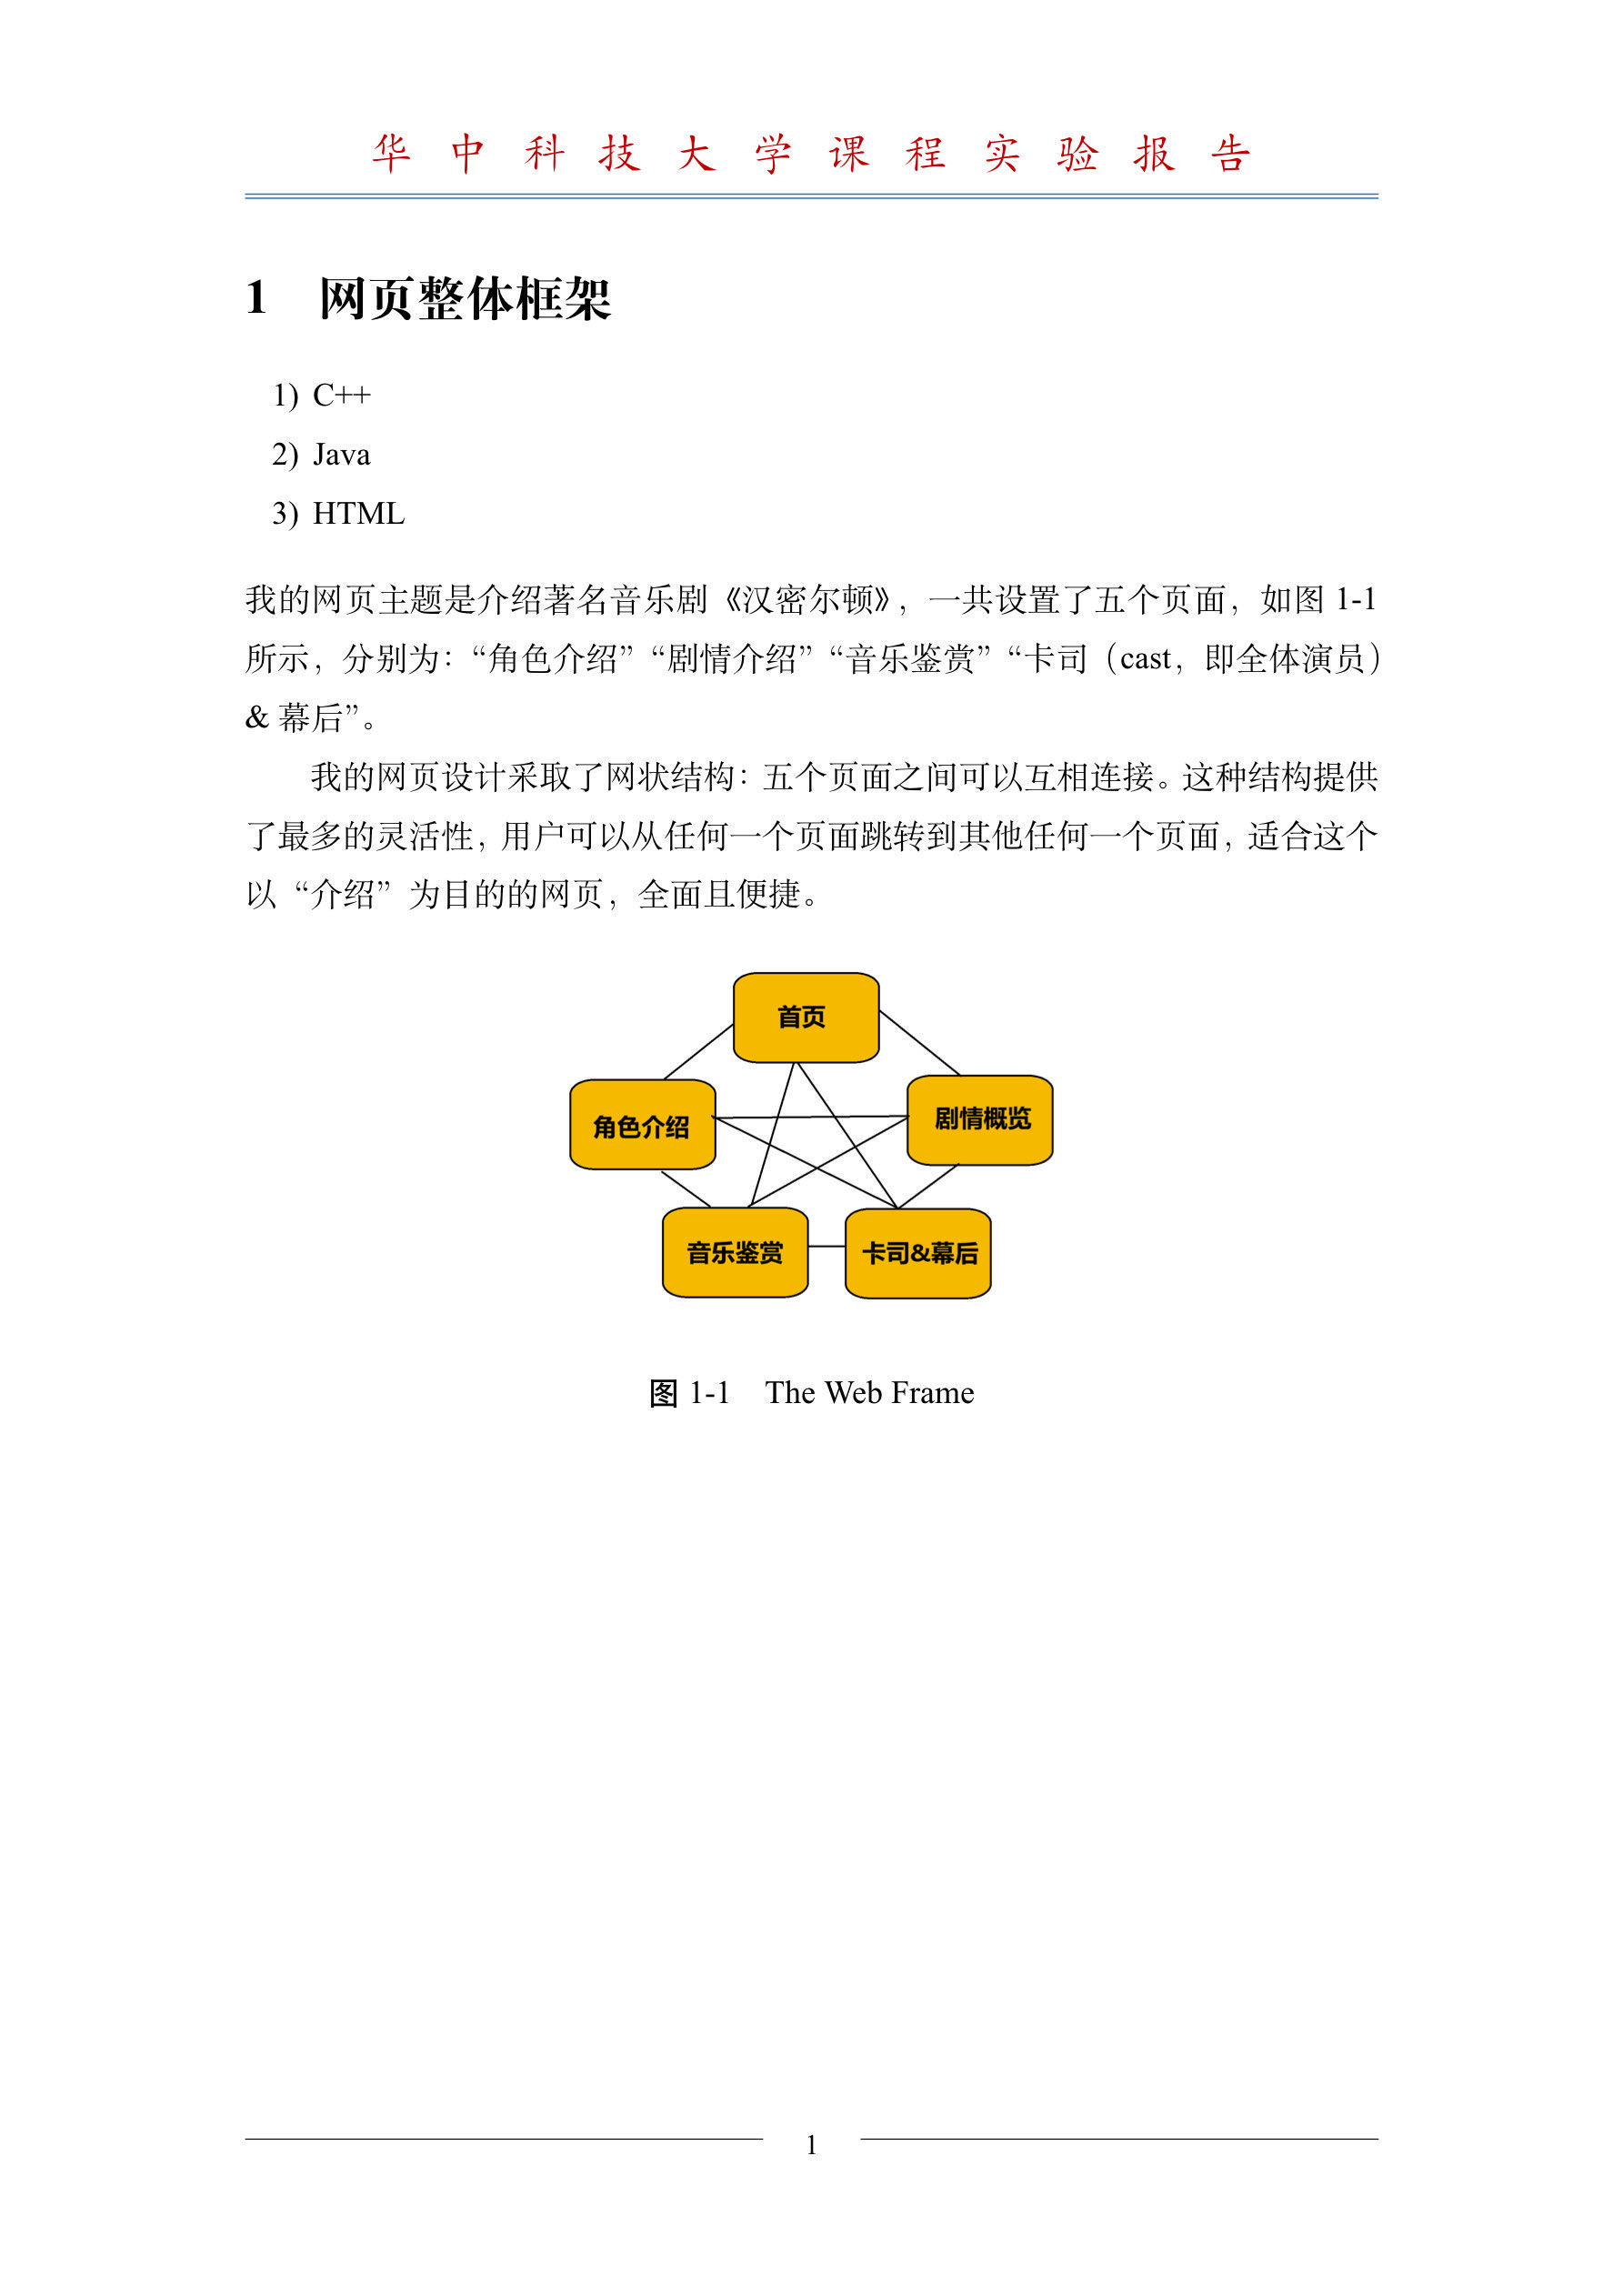 华中科技大学课程实验报告
1 网页整体框架
1) C++
2) Java
3) HTML
我的网页主题是介绍著名音乐剧《汉密尔顿》，一共设置了五个页面，如图 1-1
所示，分别为：“角色介绍”“剧情介绍”“音乐鉴赏”“卡司（cast，即全体演员）
& 幕后”。
我的网页设计采取了网状结构：五个页面之间可以互相连接。这种结构提供
了最多的灵活性，用户可以从任何一个页面跳转到其他任何一个页面，适合这个
以“介绍”为目的的网页，全面且便捷。
首页
角色介绍
剧情概览
音乐鉴赏
卡司&幕后
图 1-1 The Web Frame
1